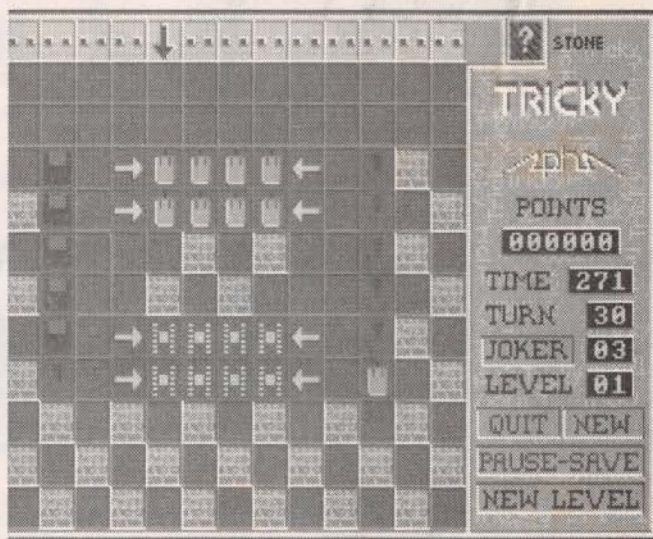 STONE
TRICKY
POINTS
000000
TIME 271
TURN 30
JOKER 03
LEVEL 01
QUIT NEW
PAUSE-SAVE
NEW LEVEL